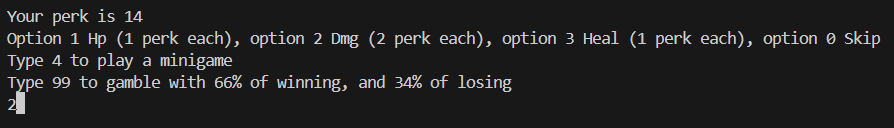 Your perk is 14
Option 1 Hp (1 perk each), option 2 Dmg (2 perk each), option 3 Heal (1 perk each), option 0 Skip
Type 4 to play a minigame
Type 99 to gamble with 66% of winning, and 34% of losing
2